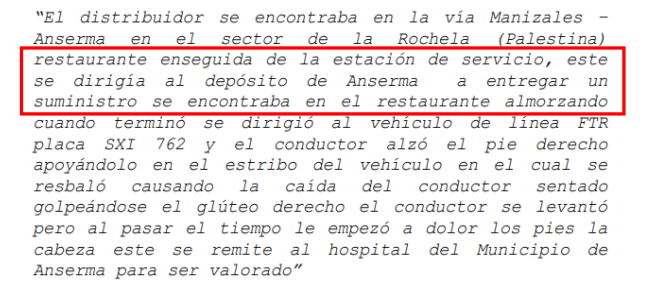 "El distribuidor se encontraba en la vía Manizales –
Anserma en el sector de la Rochela (Palestina)
restaurante enseguida de la estación de servicio, este
se dirigía al depósito de Anserma a entregar un
suministro se encontraba en el restaurante almorzando
cuando terminó se dirigió al vehículo de línea FTR
placa SXI 762 y el conductor alzó el pie derecho
apoyándolo en el estribo del vehículo en el cual se
resbaló causando la caída del conductor sentado
golpeándose el glúteo derecho el conductor se levantó
pero al pasar el tiempo le empezó a dolor los pies la
cabeza este se remite al hospital del Municipio de
Anserma para ser valorado"